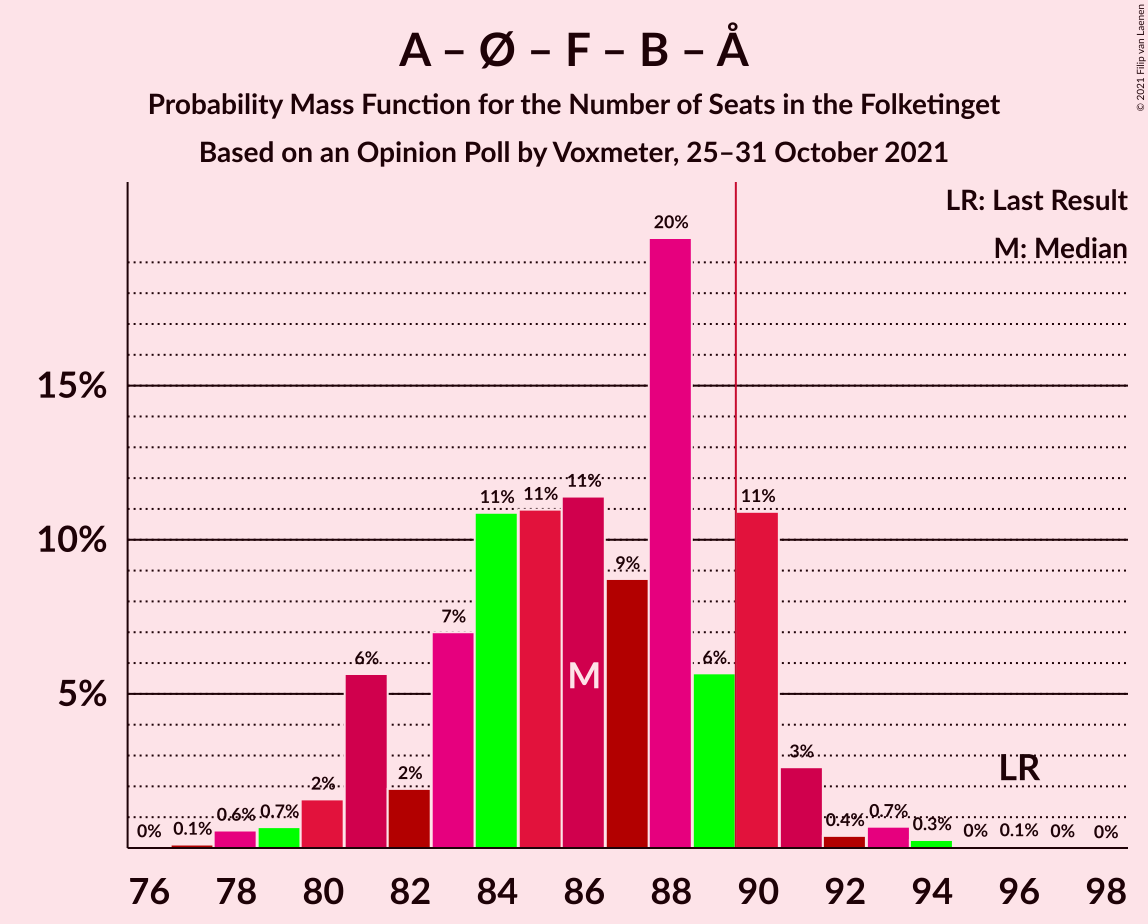 A – Ø – F – B – Å
Probability Mass Function for the Number of Seats in the Folketinget
Based on an Opinion Poll by Voxmeter, 25–31 October 2021
© 2021 Filip van Laenen
LR: Last Result
M: Median
20%
15%
11% 11% 11% 11%
10%
9%
7%
6% 6%
M
5%
3%
LR
2% 2%
0% 0.1% 0.6% 0.7% 0.4% 0.7% 0.3% 0% 0.1% 0% 0%
76 78 80 82 84 86 88 90 92 94 96 98